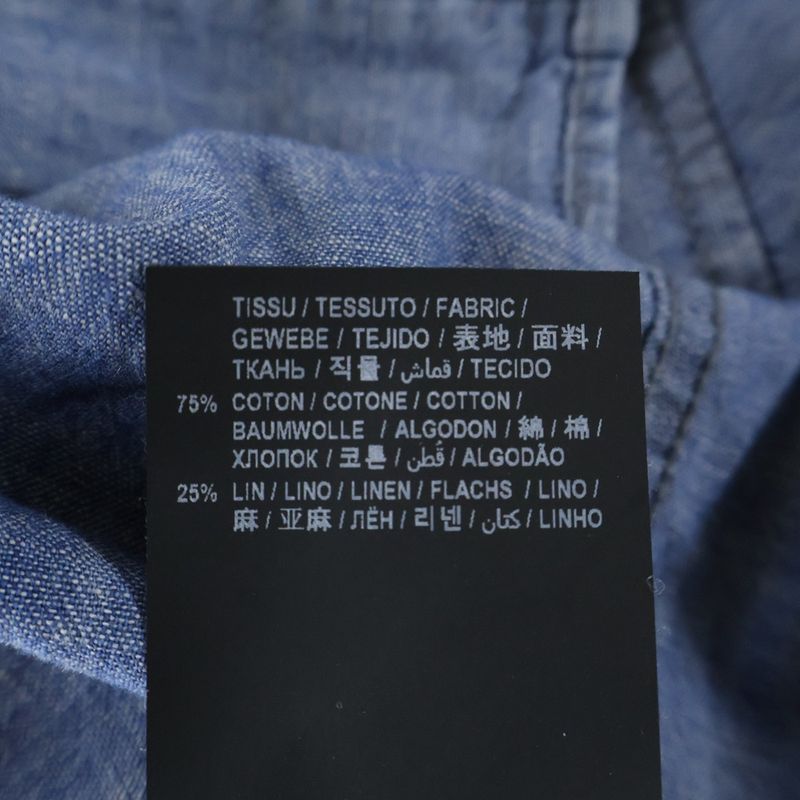 TISSU / TESSUTO / FABRIC /
GEWEBE / TEJIDO / 表地 / 面料 /
ТКАНЬ / 직물 / قماش / TECIDO
75% COTON / COTONE / COTTON /
BAUMWOLLE / ALGODON / 綿 / 棉 /
ХЛОПОК / 코튼 / قُطن / ALGODÃO
25% LIN / LINO / LINEN / FLACHS / LINO /
麻 / 亚麻 / ЛЁН / 리넨 / كتان / LINHO